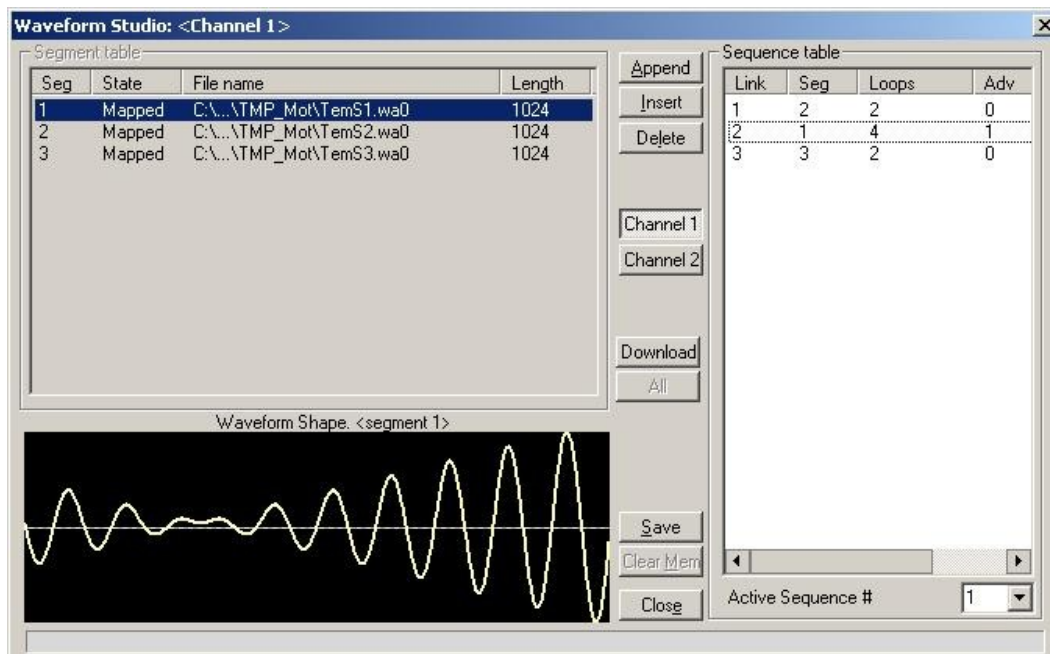 Waveform Studio: <Channel 1>
Segment table
Seg State File name Length
1 Mapped C:\...\TMP_Mot\TemS1.wa0 1024
2 Mapped C:\...\TMP_Mot\TemS2.wa0 1024
3 Mapped C:\...\TMP_Mot\TemS3.wa0 1024
Append
Insert
Delete
Channel 1
Channel 2
Download
All
Save
Clear Mem
Close
Sequence table
Link Seg Loops Adv
1 2 2 0
2 1 4 1
3 3 2 0
Active Sequence # 1
Waveform Shape. <segment 1>